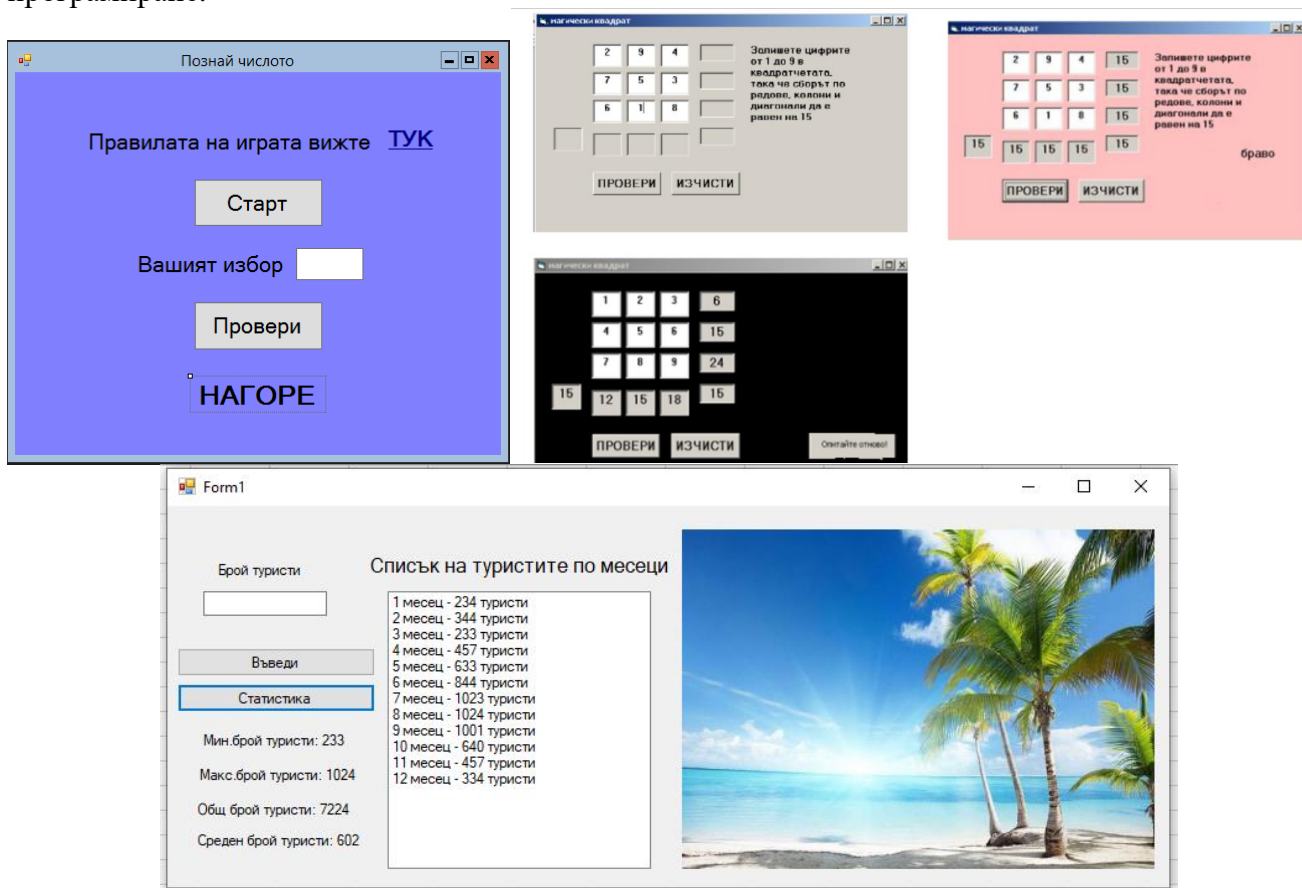 програмиране.
Познай числото
Правилата на играта вижте ТУК
Старт
Вашият избор
Провери
НАГОРЕ
магически квадрат
2 9 4
7 5 3
6 1 8
Запишете цифрите
от 1 до 9 в
квадратчетата,
така че сборът по
редове, колони и
диагонали да е
равен на 15
ПРОВЕРИ ИЗЧИСТИ
магически квадрат
2 9 4 15
7 5 3 15
6 1 8 15
15 15 15 15 15
Запишете цифрите
от 1 до 9 в
квадратчетата,
така че сборът по
редове, колони и
диагонали да е
равен на 15
браво
ПРОВЕРИ ИЗЧИСТИ
магически квадрат
1 2 3 6
4 5 6 15
7 8 9 24
15 12 15 18 15
ПРОВЕРИ ИЗЧИСТИ
Опитайте отново!
Form1
Брой туристи
Въведи
Статистика
Мин.брой туристи: 233
Макс.брой туристи: 1024
Общ брой туристи: 7224
Среден брой туристи: 602
Списък на туристите по месеци
1 месец - 234 туристи
2 месец - 344 туристи
3 месец - 233 туристи
4 месец - 457 туристи
5 месец - 633 туристи
6 месец - 844 туристи
7 месец - 1023 туристи
8 месец - 1024 туристи
9 месец - 1001 туристи
10 месец - 640 туристи
11 месец - 457 туристи
12 месец - 334 туристи